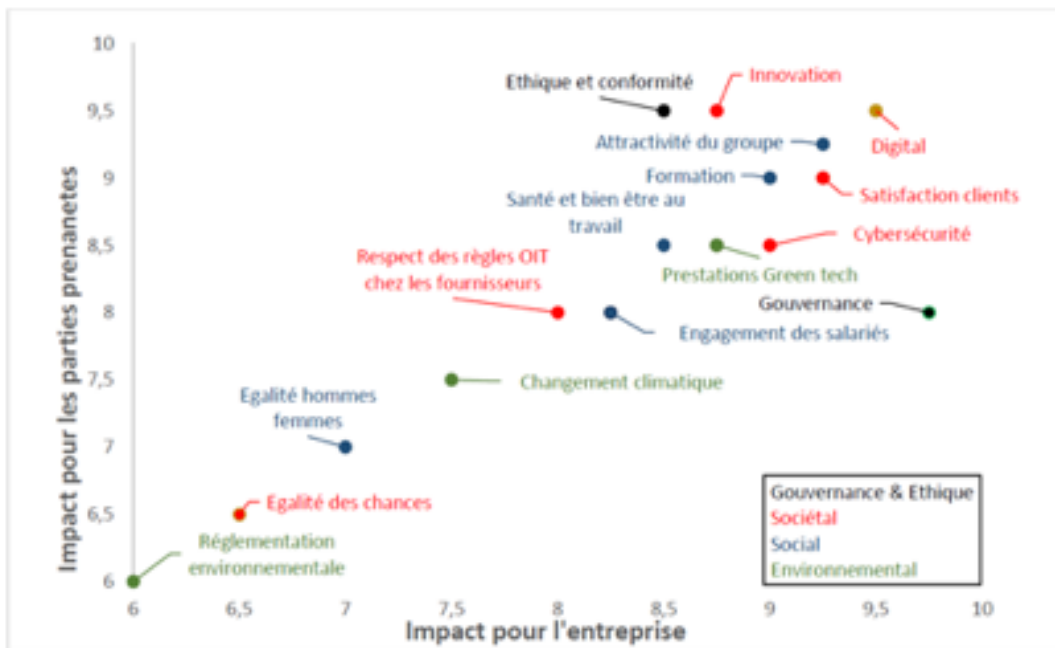 Impact pour les parties prenanetes
10
9,5
9
8,5
8
7,5
7
6,5
6
Ethique et conformité
Innovation
Attractivité du groupe
Digital
Formation
Satisfaction clients
Santé et bien être au
travail
Cybersécurité
Respect des règles OIT
chez les fournisseurs
Prestations Green tech
Gouvernance
Engagement des salariés
Changement climatique
Egalité hommes
femmes
Egalité des chances
Réglementation
environnementale
Gouvernance & Ethique
Sociétal
Social
Environnemental
6 6,5 7 7,5 8 8,5 9 9,5 10
Impact pour l'entreprise